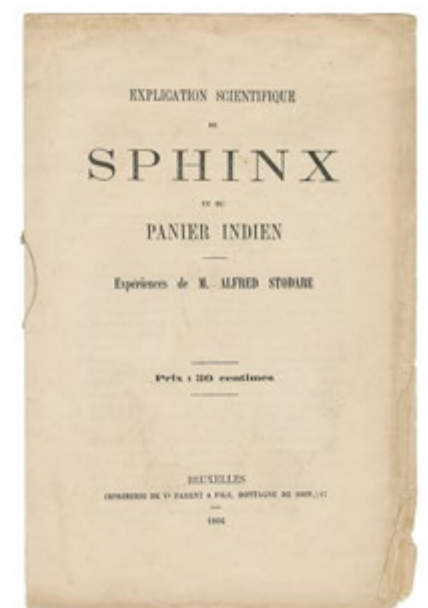 EXPLICATION SCIENTIFIQUE
DU
SPHINX
ET DU
PANIER INDIEN
Expériences de M. ALFRED STODARE
Prix : 30 centimes
BRUXELLES
IMPRIMERIE DE Vᵉ PARENT & FILS, MONTAGNE DE SION, 17
1866